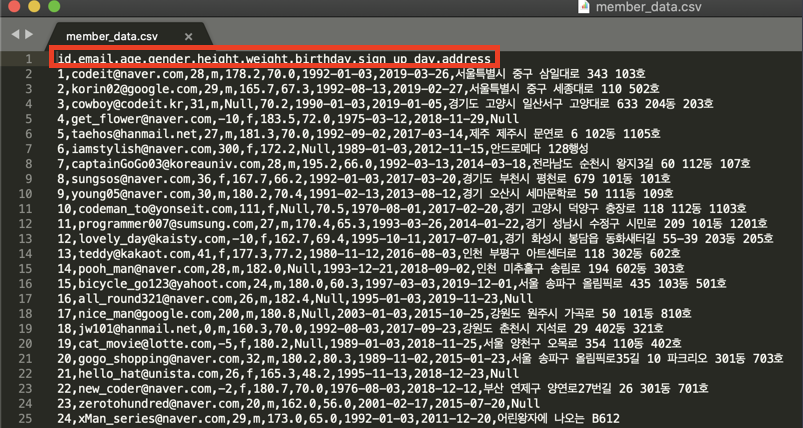 member_data.csv
member_data.csv
1 id,email,age,gender,height,weight,birthday,sign_up_day,address
2 1,codeit@naver.com,28,m,178.2,70.0,1992-01-03,2019-03-26,서울특별시 중구 삼일대로 343 103호
3 2,korin02@google.com,29,m,165.7,67.3,1992-08-13,2019-02-27,서울특별시 중구 세종대로 110 502호
4 3,cowboy@codeit.kr,31,m,Null,70.2,1990-01-03,2019-01-05,경기도 고양시 일산서구 고양대로 633 204동 203호
5 4,get_flower@naver.com,-10,f,183.5,72.0,1975-03-12,2018-11-29,Null
6 5,taehos@hanmail.net,27,m,181.3,70.0,1992-09-02,2017-03-14,제주 제주시 문연로 6 102동 1105호
7 6,iamstylish@naver.com,300,f,172.2,Null,1989-01-03,2012-11-15,안드로메다 128행성
8 7,captainGoGo03@koreauniv.com,28,m,195.2,66.0,1992-03-13,2014-03-18,전라남도 순천시 왕지3길 60 112동 107호
9 8,sungsos@naver.com,36,f,167.7,66.2,1992-01-03,2017-03-20,경기도 부천시 평천로 679 101동 101호
10 9,young05@naver.com,30,m,180.2,70.4,1991-02-13,2013-08-12,경기 오산시 세마문학로 50 111동 109호
11 10,codeman_to@yonseit.com,111,f,Null,70.5,1970-08-01,2017-02-20,경기 고양시 덕양구 충장로 118 112동 1103호
12 11,programmer007@sumsung.com,27,m,170.4,65.3,1993-03-26,2014-01-22,경기 성남시 수정구 시민로 209 101동 1201호
13 12,lovely_day@kaisty.com,-10,f,162.7,69.4,1995-10-11,2017-07-01,경기 화성시 봉담읍 동화새터길 55-39 203동 205호
14 13,teddy@kakaot.com,41,f,177.3,77.2,1980-11-12,2016-08-03,인천 부평구 아트센터로 118 302동 602호
15 14,pooh_man@naver.com,28,m,182.0,Null,1993-12-21,2018-09-02,인천 미추홀구 송림로 194 602동 303호
16 15,bicycle_go123@yahoot.com,24,m,180.0,60.3,1997-03-03,2019-12-01,서울 송파구 올림픽로 435 103동 501호
17 16,all_round321@naver.com,26,m,182.4,Null,1995-01-03,2019-11-23,Null
18 17,nice_man@google.com,200,m,180.8,Null,2003-01-03,2015-10-25,강원도 원주시 가곡로 50 101동 810호
19 18,jw101@hanmail.net,0,m,160.3,70.0,1992-08-03,2017-09-23,강원도 춘천시 지석로 29 402동 321호
20 19,cat_movie@lotte.com,-5,f,180.2,Null,1989-01-03,2018-11-25,서울 양천구 오목로 354 110동 402호
21 20,gogo_shopping@naver.com,32,m,180.2,80.3,1989-11-02,2015-01-23,서울 송파구 올림픽로35길 10 파크리오 301동 703호
22 21,hello_hat@unista.com,26,f,165.3,48.2,1995-11-13,2018-12-23,Null
23 22,new_coder@naver.com,-2,f,180.7,70.0,1976-08-03,2018-12-12,부산 연제구 양연로27번길 26 301동 701호
24 23,zerotohundred@naver.com,20,m,162.0,56.0,2001-02-17,2015-07-20,Null
25 24,xMan_series@naver.com,29,m,173.0,65.0,1992-01-03,2011-12-20,어린왕자에 나오는 B612